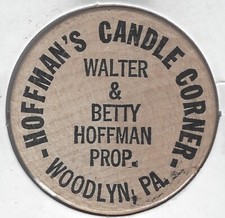 HOFFMAN'S CANDLE CORNER
WALTER
&
BETTY
HOFFMAN
PROP.
- WOODLYN, PA. -